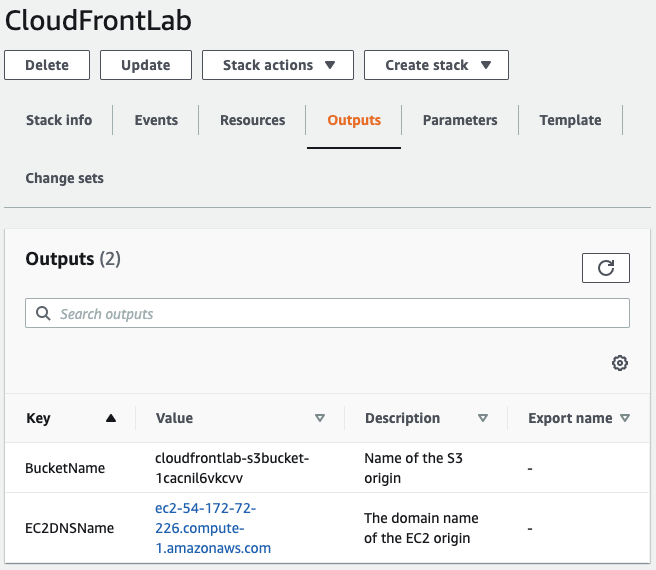 CloudFrontLab
Delete Update Stack actions Create stack
Stack info Events Resources Outputs Parameters Template
Change sets
Outputs (2)
Search outputs
Key Value Description Export name
BucketName cloudfrontlab-s3bucket- Name of the S3 -
1cacnil6vkcvv origin
EC2DNSName ec2-54-172-72- The domain name -
226.compute- of the EC2 origin
1.amazonaws.com